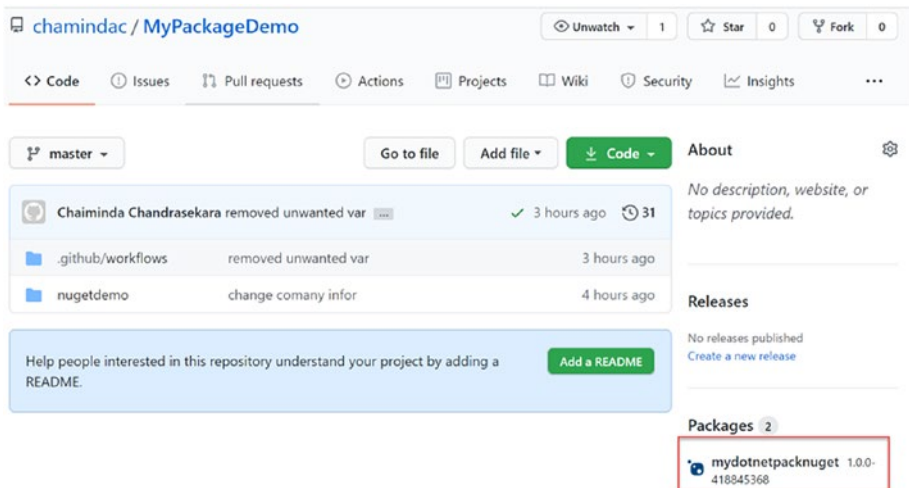 chamindac / MyPackageDemo
Unwatch 1
Star 0
Fork 0
<> Code
Issues
Pull requests
Actions
Projects
Wiki
Security
Insights
...
master
Go to file
Add file
Code
About
No description, website, or
topics provided.
Chaiminda Chandrasekara removed unwanted var ...
3 hours ago
31
.github/workflows
removed unwanted var
3 hours ago
nugetdemo
change comany infor
4 hours ago
Releases
No releases published
Create a new release
Help people interested in this repository understand your project by adding a
README.
Add a README
Packages 2
mydotnetpacknuget 1.0.0-
418845368